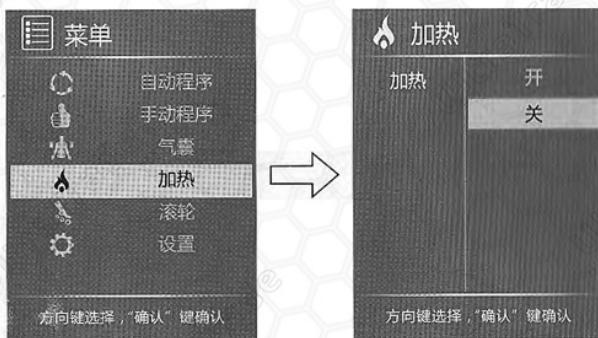 菜单
自动程序
手动程序
气囊
加热
滚轮
设置
方向键选择，“确认”键确认
加热
加热
开
关
方向键选择，“确认”键确认